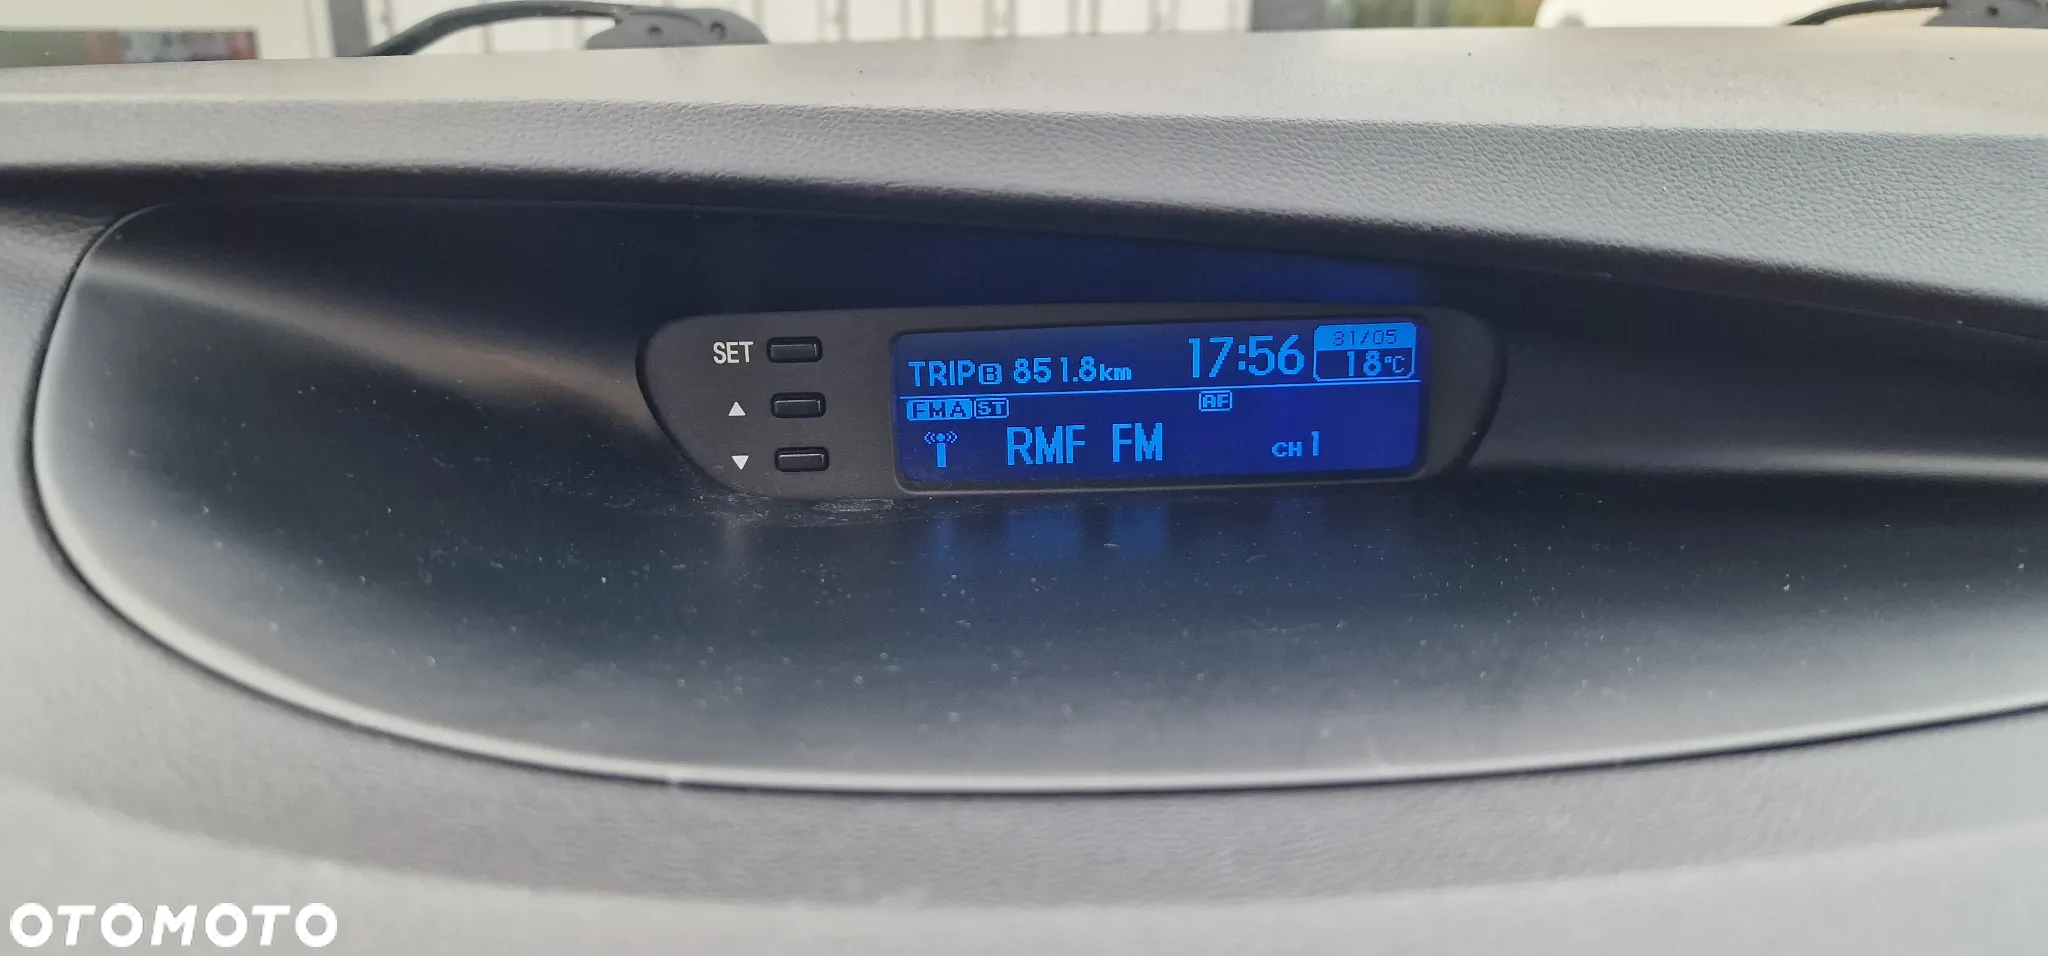 SET
TRIP B 851.8km 17:56 31/05
18°C
FMA ST AF
RMF FM CH 1
OTOMOTO